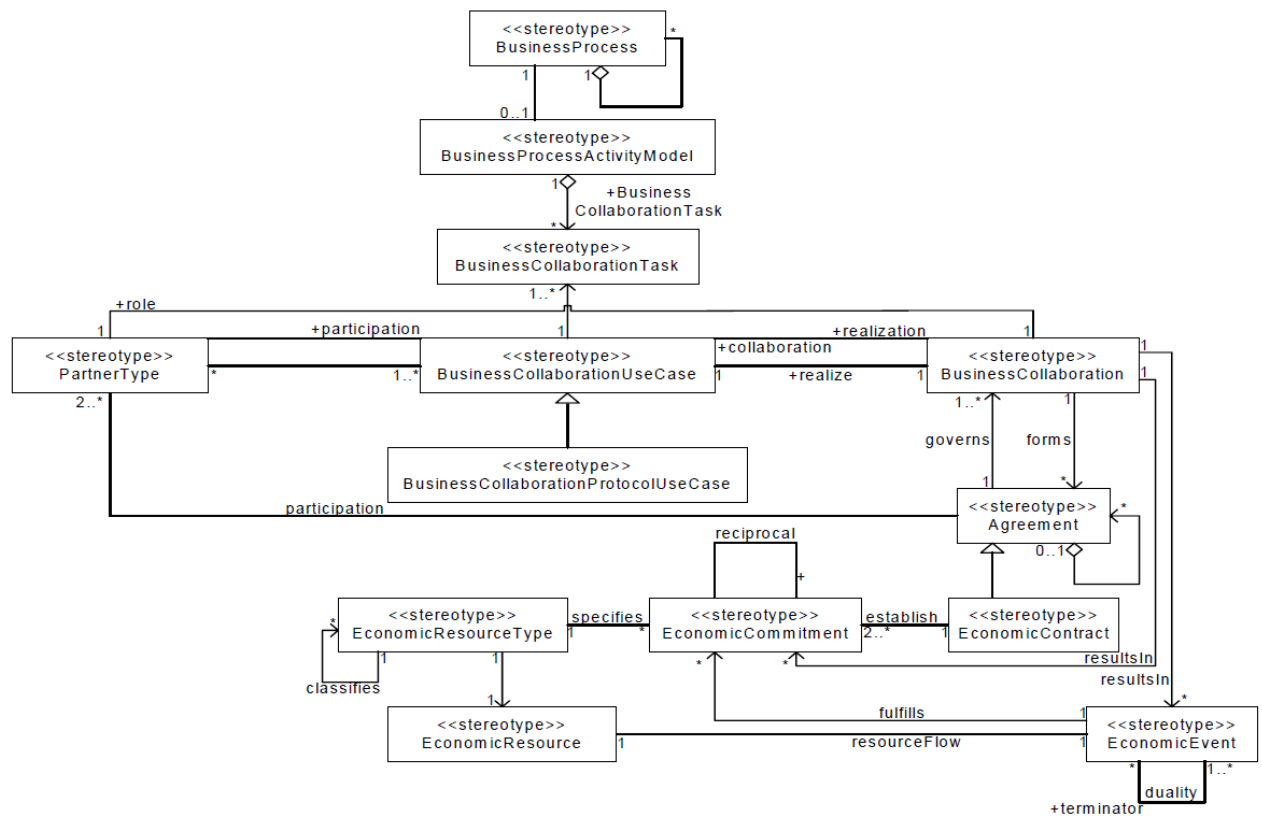 <<stereotype>>
BusinessProcess
*
1
1
0..1
<<stereotype>>
BusinessProcessActivityModel
1
+Business
CollaborationTask
*
<<stereotype>>
BusinessCollaborationTask
1..*
+role
1
+participation
1
+realization
1
<<stereotype>>
PartnerType
<<stereotype>>
BusinessCollaborationUseCase
+collaboration
<<stereotype>>
BusinessCollaboration
1
1
*
1..*
1
+realize
1
2..*
1..*
1
governs
forms
<<stereotype>>
BusinessCollaborationProtocolUseCase
1
*
participation
<<stereotype>>
Agreement
*
0..1
reciprocal
+
<<stereotype>>
EconomicResourceType
*
specifies
1
*
<<stereotype>>
EconomicCommitment
establish
2..*
1
<<stereotype>>
EconomicContract
1
1
*
*
resultsIn
resultsIn
classifies
1
*
<<stereotype>>
EconomicResource
fulfills
1
1
resourceFlow
1
<<stereotype>>
EconomicEvent
*
1..*
duality
+terminator